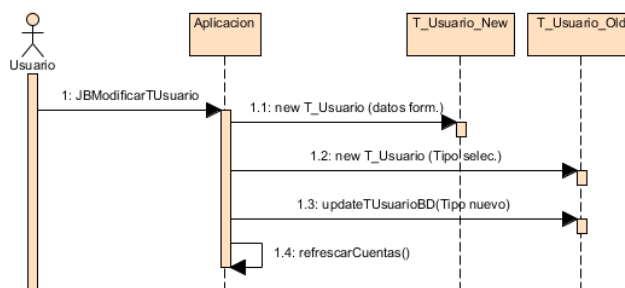 Aplicacion
T_Usuario_New
T_Usuario_Old
Usuario
1: JBModificarTUsuario
1.1: new T_Usuario (datos form.)
1.2: new T_Usuario (Tipo selec.)
1.3: updateTUsuarioBD(Tipo nuevo)
1.4: refrescarCuentas()